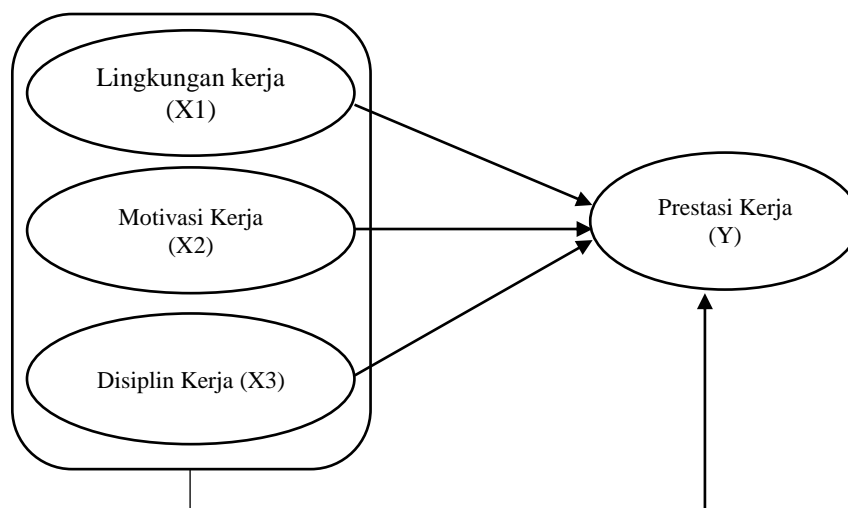 Lingkungan kerja
(X1)
Motivasi Kerja
(X2)
Disiplin Kerja (X3)
Prestasi Kerja
(Y)